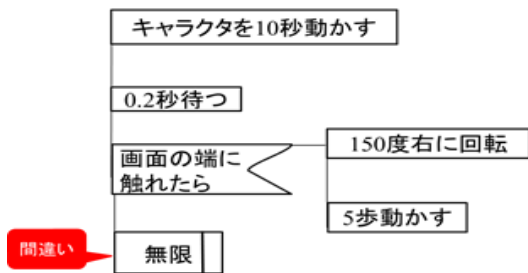 キャラクタを10秒動かす
0.2秒待つ
画面の端に
触れたら
150度右に回転
5歩動かす
間違い
無限